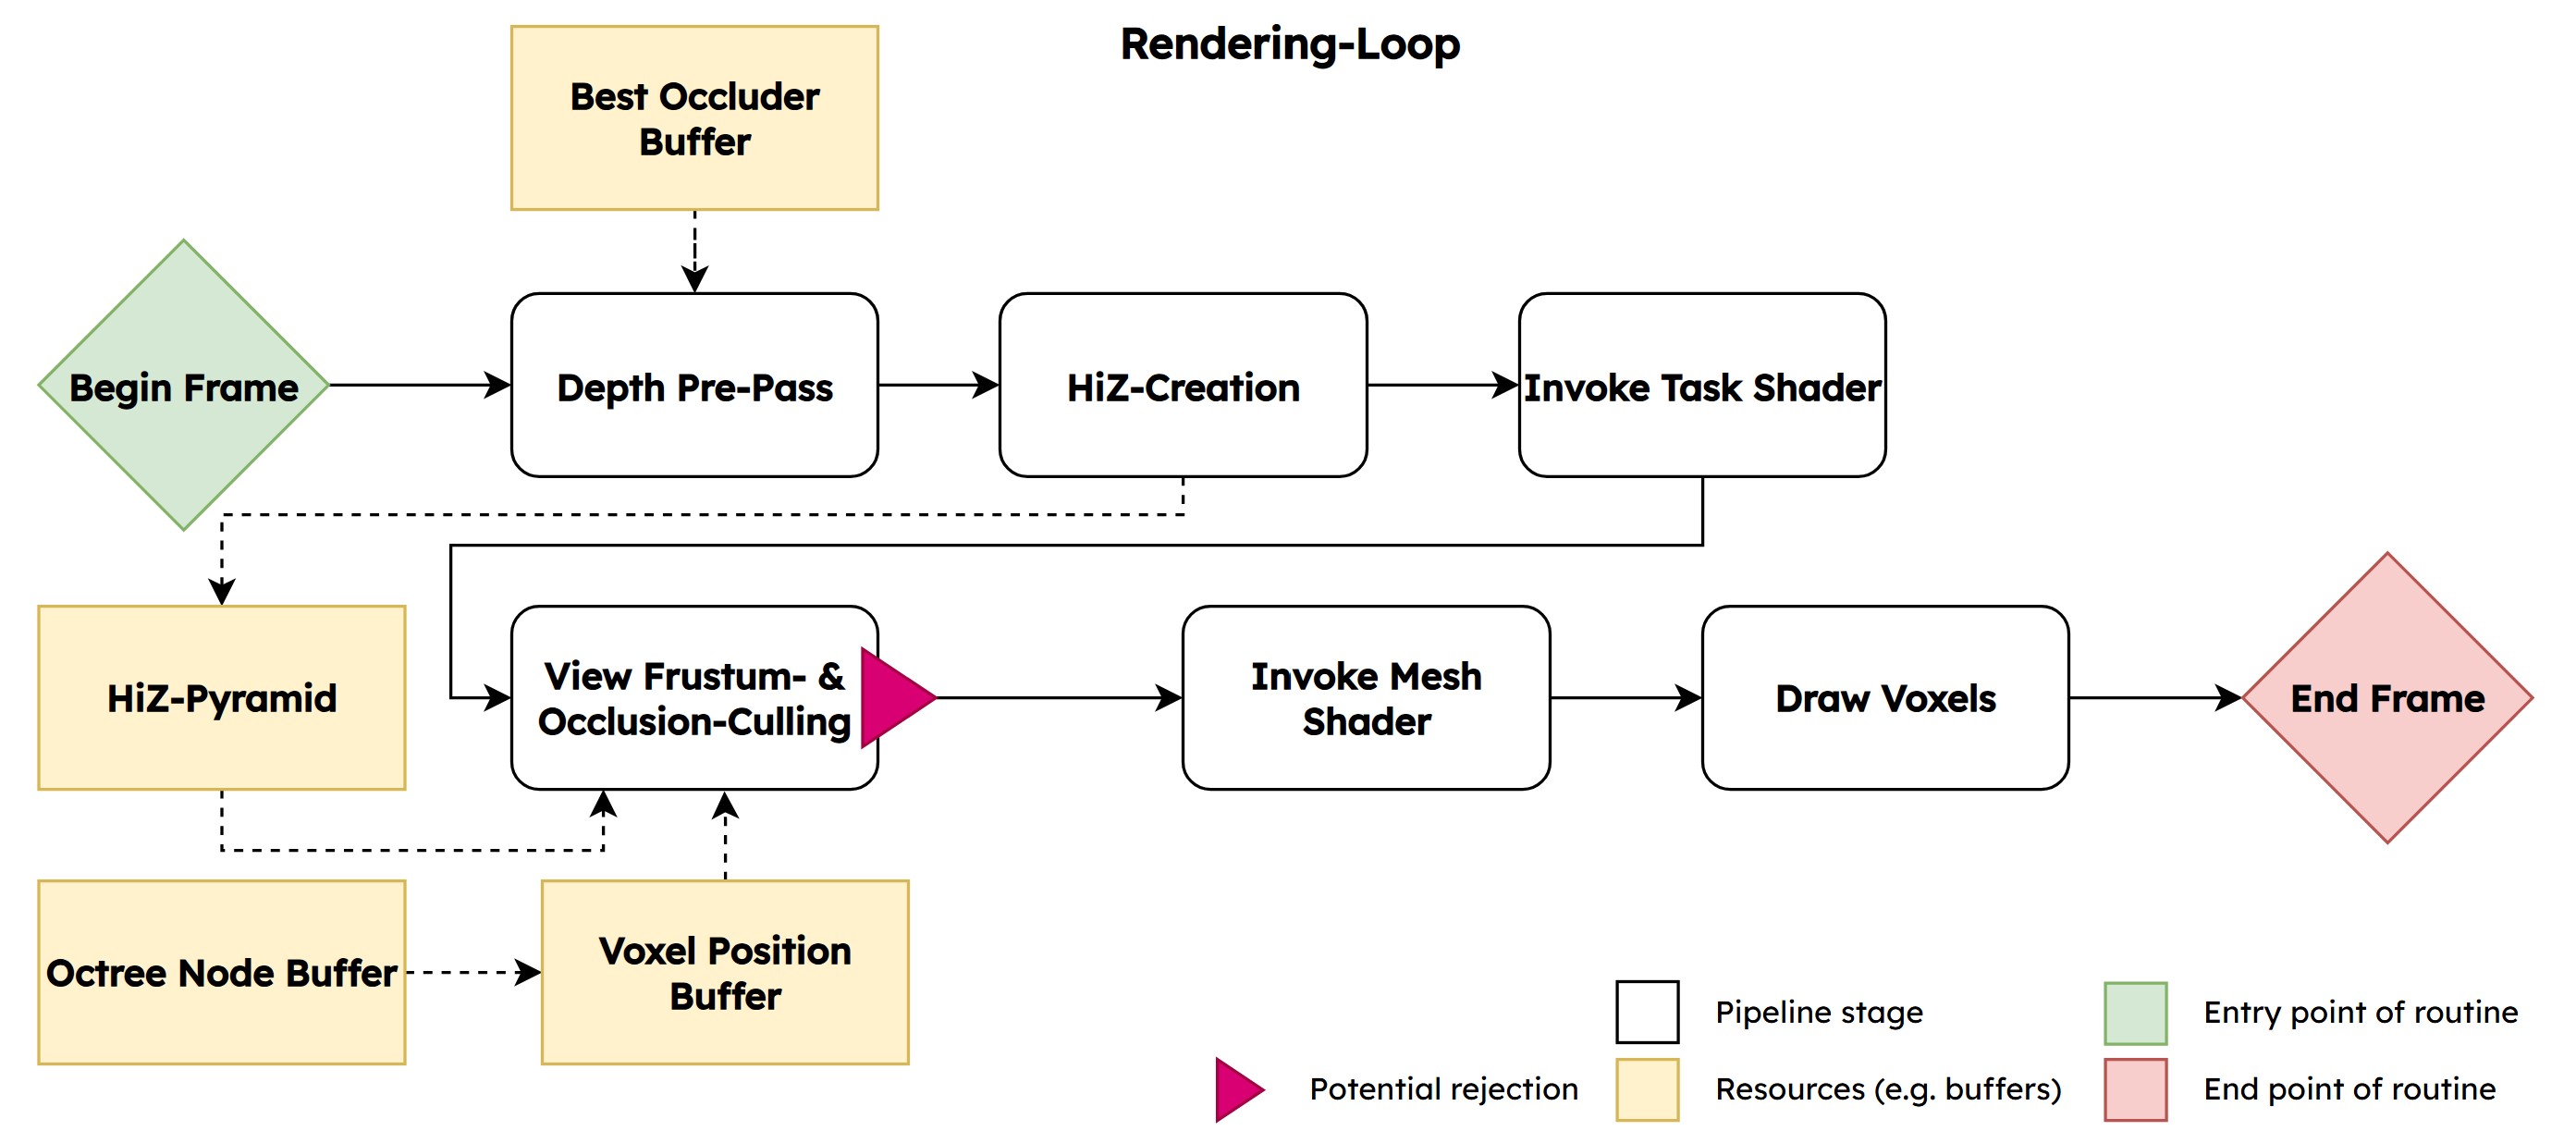 Rendering-Loop
Best Occluder
Buffer
Begin Frame
Depth Pre-Pass
HiZ-Creation
Invoke Task Shader
HiZ-Pyramid
View Frustum- &
Occlusion-Culling
Invoke Mesh
Shader
Draw Voxels
End Frame
Octree Node Buffer
Voxel Position
Buffer
Potential rejection
Pipeline stage
Resources (e.g. buffers)
Entry point of routine
End point of routine